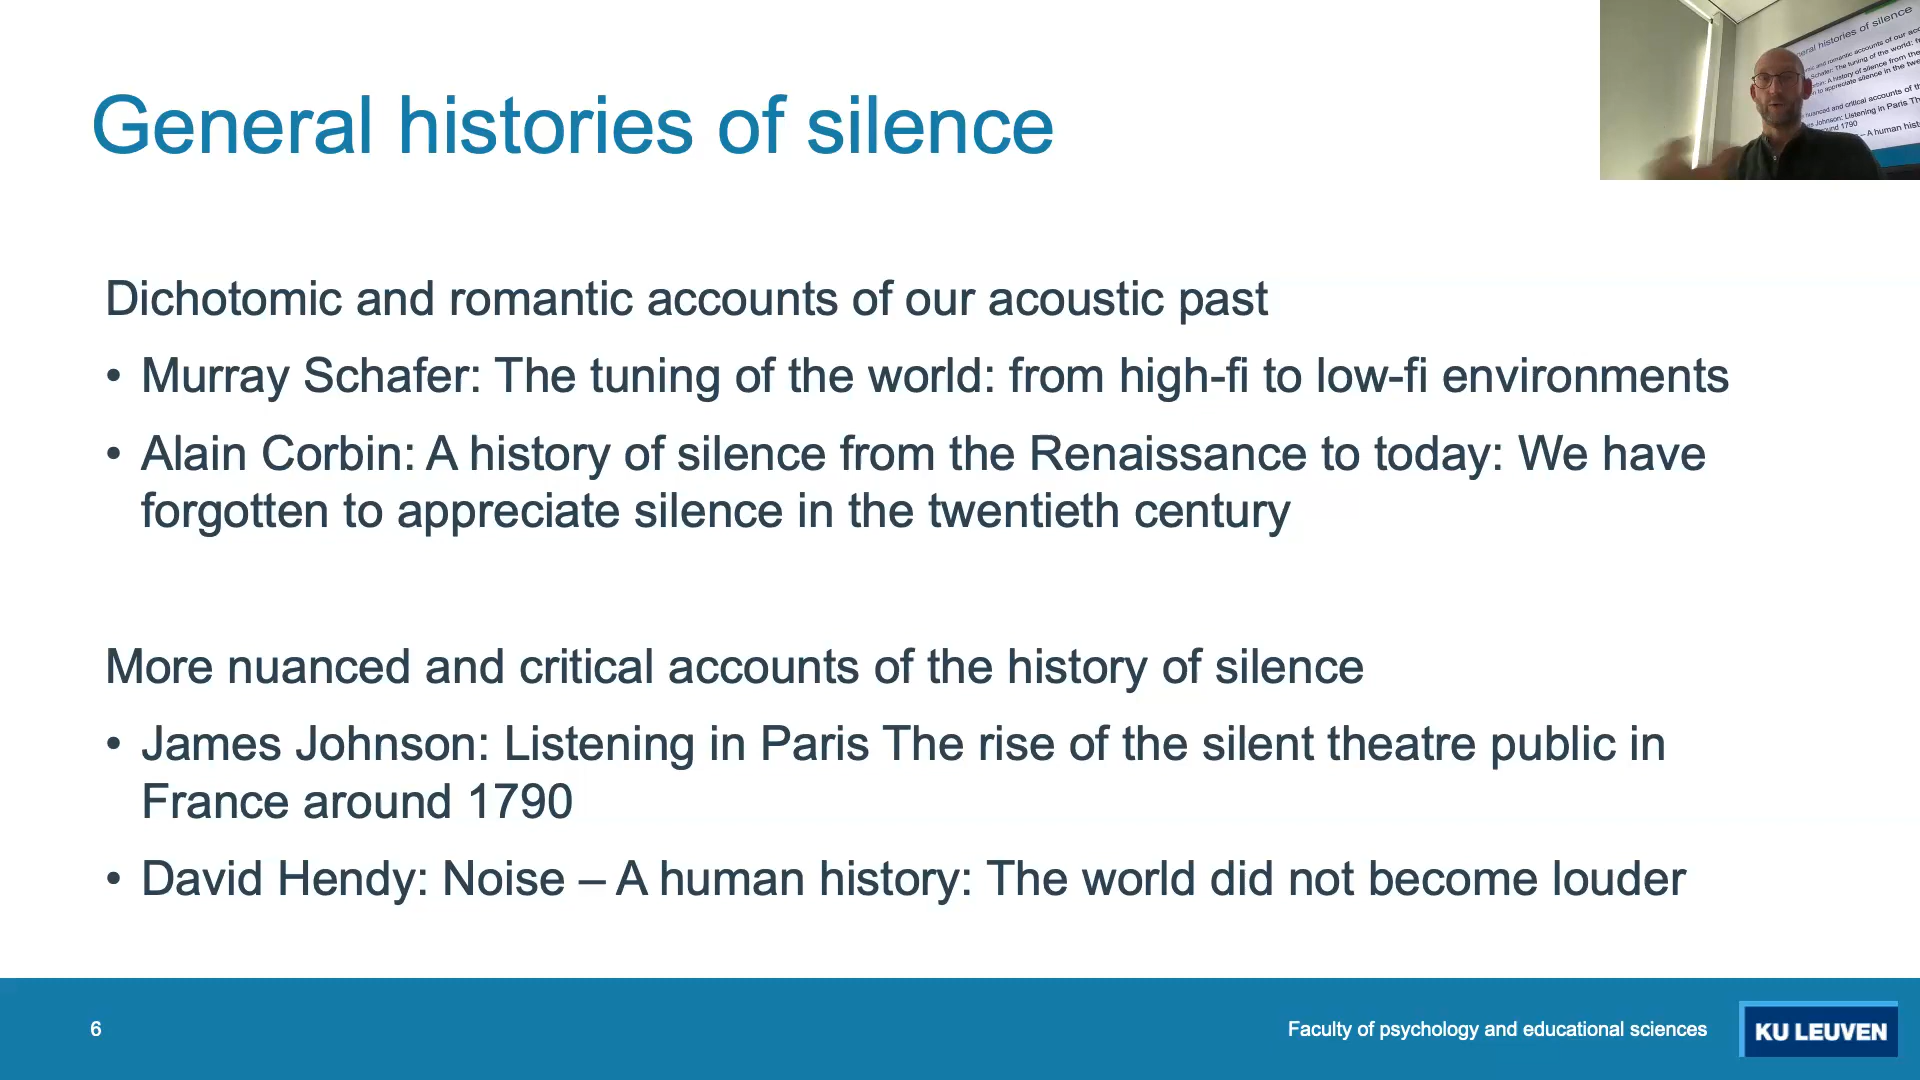 General histories of silence
Dichotomic and romantic accounts of our acoustic past
• Murray Schafer: The tuning of the world: from high-fi to low-fi environments
• Alain Corbin: A history of silence from the Renaissance to today: We have
forgotten to appreciate silence in the twentieth century
More nuanced and critical accounts of the history of silence
• James Johnson: Listening in Paris The rise of the silent theatre public in
France around 1790
• David Hendy: Noise – A human history: The world did not become louder
6
Faculty of psychology and educational sciences
KU LEUVEN